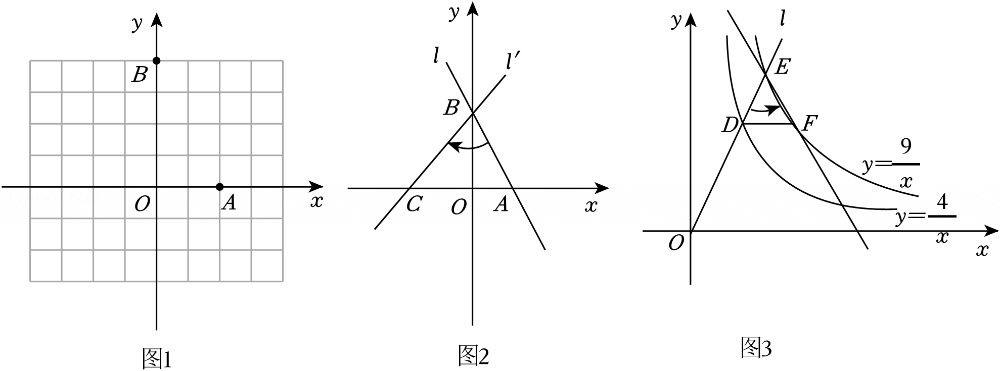 y
B
O
A
x
图1
y
l
l′
B
C
O
A
x
图2
y
l
E
D
F
y=9/x
y=4/x
O
x
图3